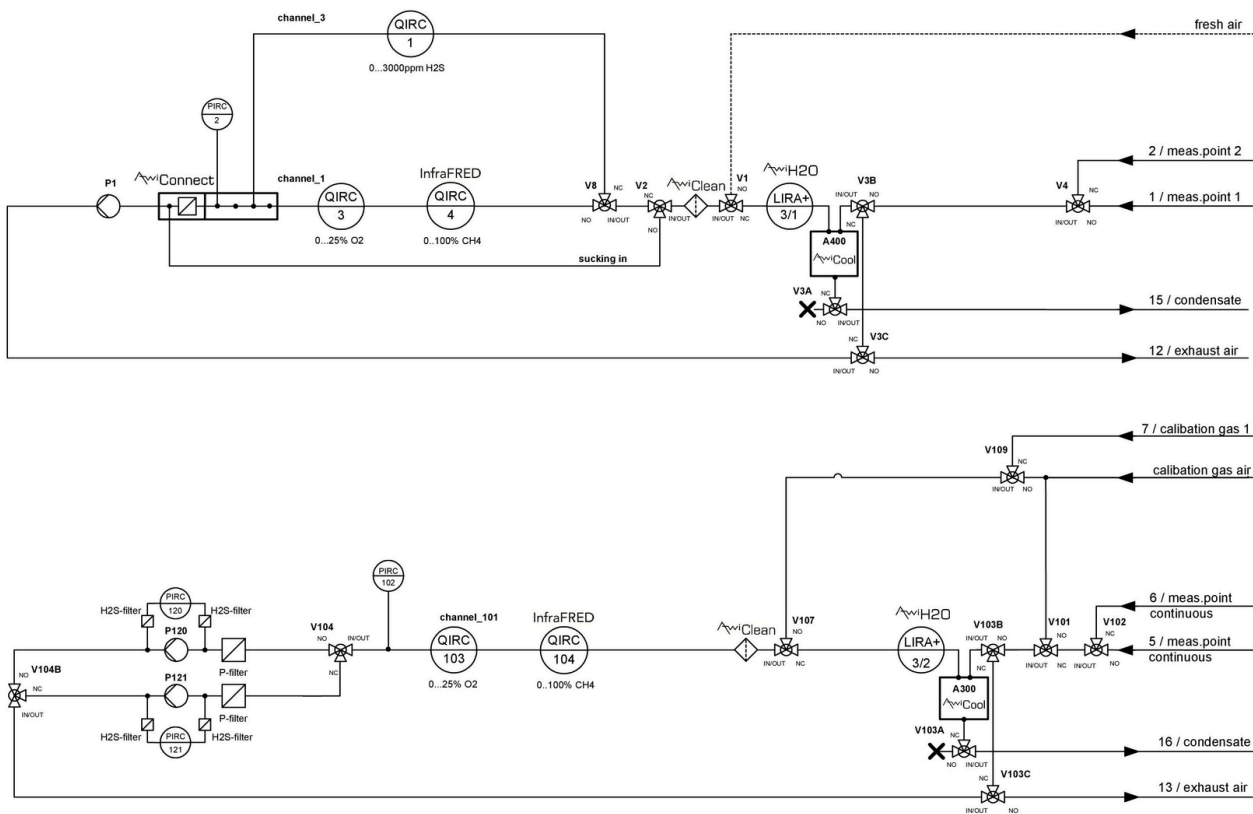 channel_3
QIRC
1
0...3000ppm H2S
fresh air
PIRC
2
2 / meas.point 2
P1
AwiConnect
channel_1
InfraFRED
V8
NC
V2
NC
AwiClean
V1
NO
AwiH2O
V3B
V4
NC
1 / meas.point 1
QIRC
3
QIRC
4
LIRA+
3/1
IN/OUT
NO
NO
IN/OUT
NO
IN/OUT
IN/OUT
NC
NC
IN/OUT
NO
0...25% O2
0...100% CH4
A400
AwiCool
sucking in
V3A
NC
15 / condensate
NO
IN/OUT
V3C
NC
12 / exhaust air
IN/OUT
NO
7 / calibation gas 1
V109
NC
calibation gas air
IN/OUT
NO
PIRC
102
6 / meas.point
continuous
H2S-filter
PIRC
120
H2S-filter
channel_101
InfraFRED
AwiClean
V107
NO
AwiH2O
V103B
V101
NO
V102
NC
5 / meas.point
continuous
P120
V104
NO
IN/OUT
QIRC
103
QIRC
104
LIRA+
3/2
IN/OUT
NO
IN/OUT
NC
NC
IN/OUT
NC
IN/OUT
NO
V104B
NO
NC
IN/OUT
P-filter
NC
0...25% O2
0...100% CH4
P121
P-filter
A300
AwiCool
H2S-filter
PIRC
121
H2S-filter
V103A
NC
16 / condensate
NO
IN/OUT
V103C
NC
13 / exhaust air
IN/OUT
NO